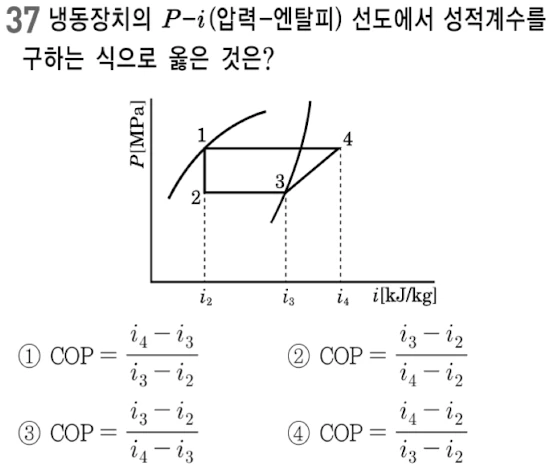 37 냉동장치의 P-i(압력-엔탈피) 선도에서 성적계수를
구하는 식으로 옳은 것은?
P[MPa]
1
4
3
2
i₂
i₃
i₄
i[kJ/kg]
① COP = (i₄ - i₃) / (i₃ - i₂)
② COP = (i₃ - i₂) / (i₄ - i₂)
③ COP = (i₃ - i₂) / (i₄ - i₃)
④ COP = (i₄ - i₂) / (i₃ - i₂)